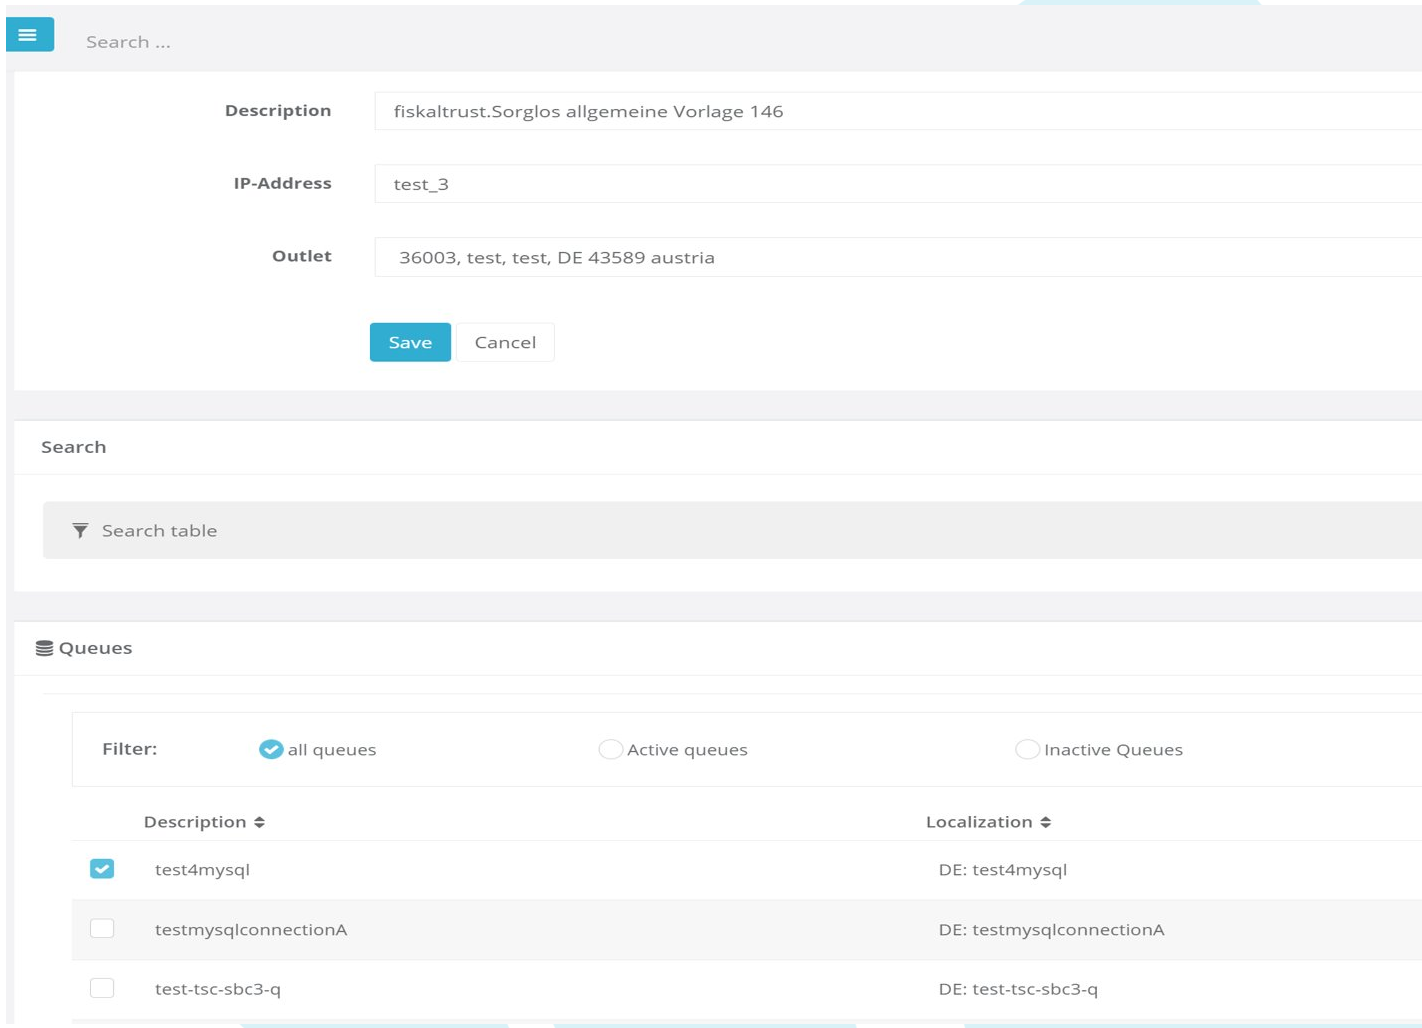 Search ...
Description
fiskaltrust.Sorglos allgemeine Vorlage 146
IP-Address
test_3
Outlet
36003, test, test, DE 43589 austria
Save
Cancel
Search
Search table
Queues
Filter:
all queues
Active queues
Inactive Queues
Description
Localization
test4mysql
DE: test4mysql
testmysqlconnectionA
DE: testmysqlconnectionA
test-tsc-sbc3-q
DE: test-tsc-sbc3-q